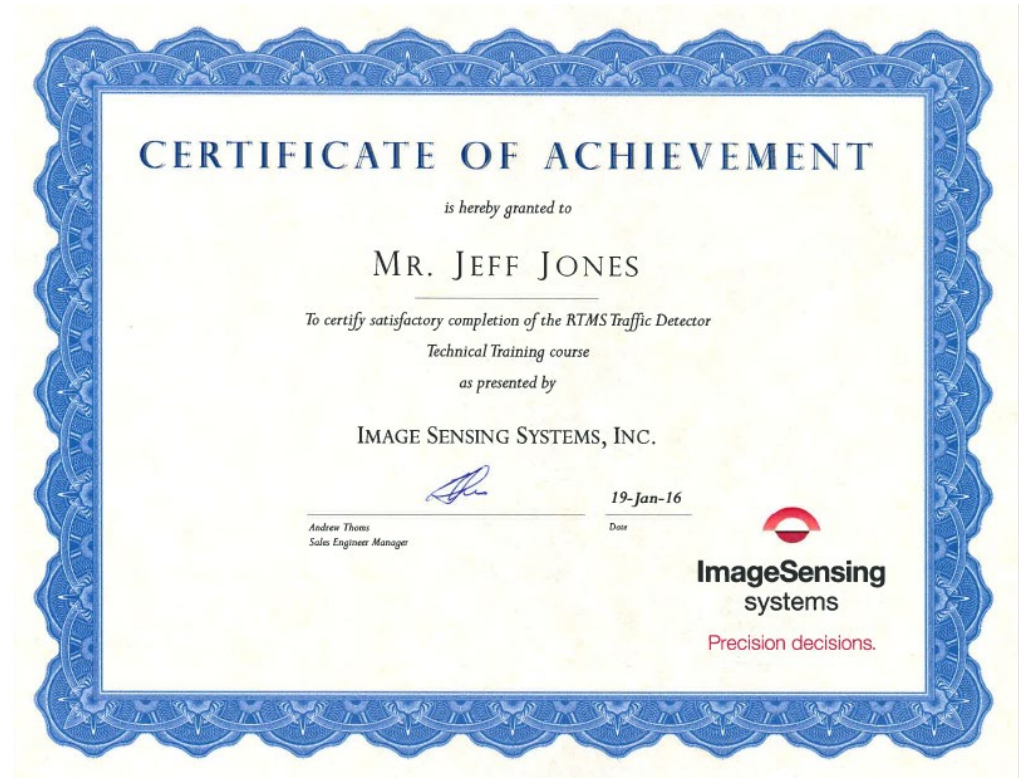 CERTIFICATE OF ACHIEVEMENT
is hereby granted to
MR. JEFF JONES
To certify satisfactory completion of the RTMS Traffic Detector
Technical Training course
as presented by
IMAGE SENSING SYSTEMS, INC.
19-Jan-16
Andrew Thoms
Date
Sales Engineer Manager
ImageSensing
systems
Precision decisions.